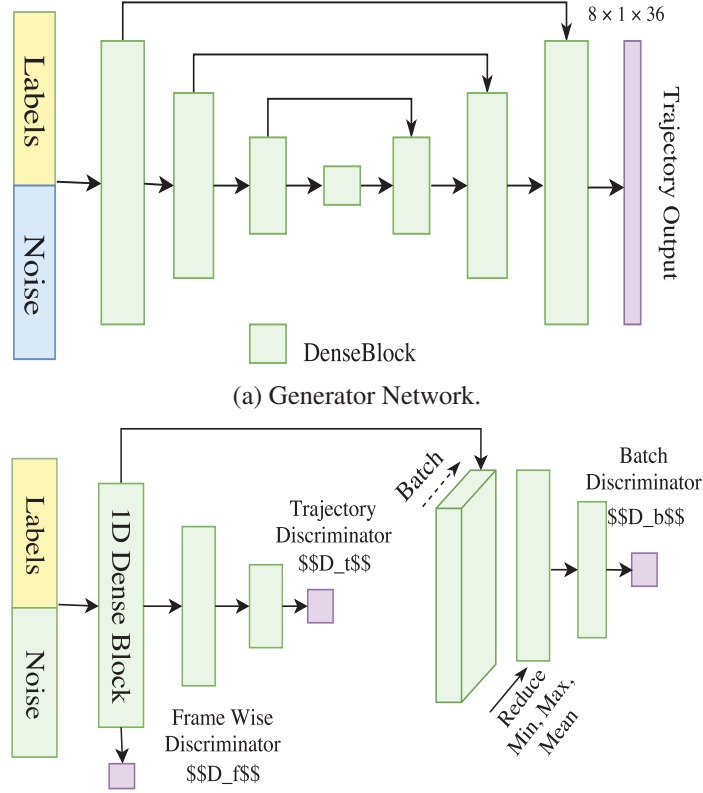 8 × 1 × 36
Labels
Noise
Trajectory Output
DenseBlock
(a) Generator Network.
Labels
Noise
1D Dense Block
Trajectory
Discriminator
$$D_t$$
Frame Wise
Discriminator
$$D_f$$
Batch
Reduce
Min, Max,
Mean
Batch
Discriminator
$$D_b$$